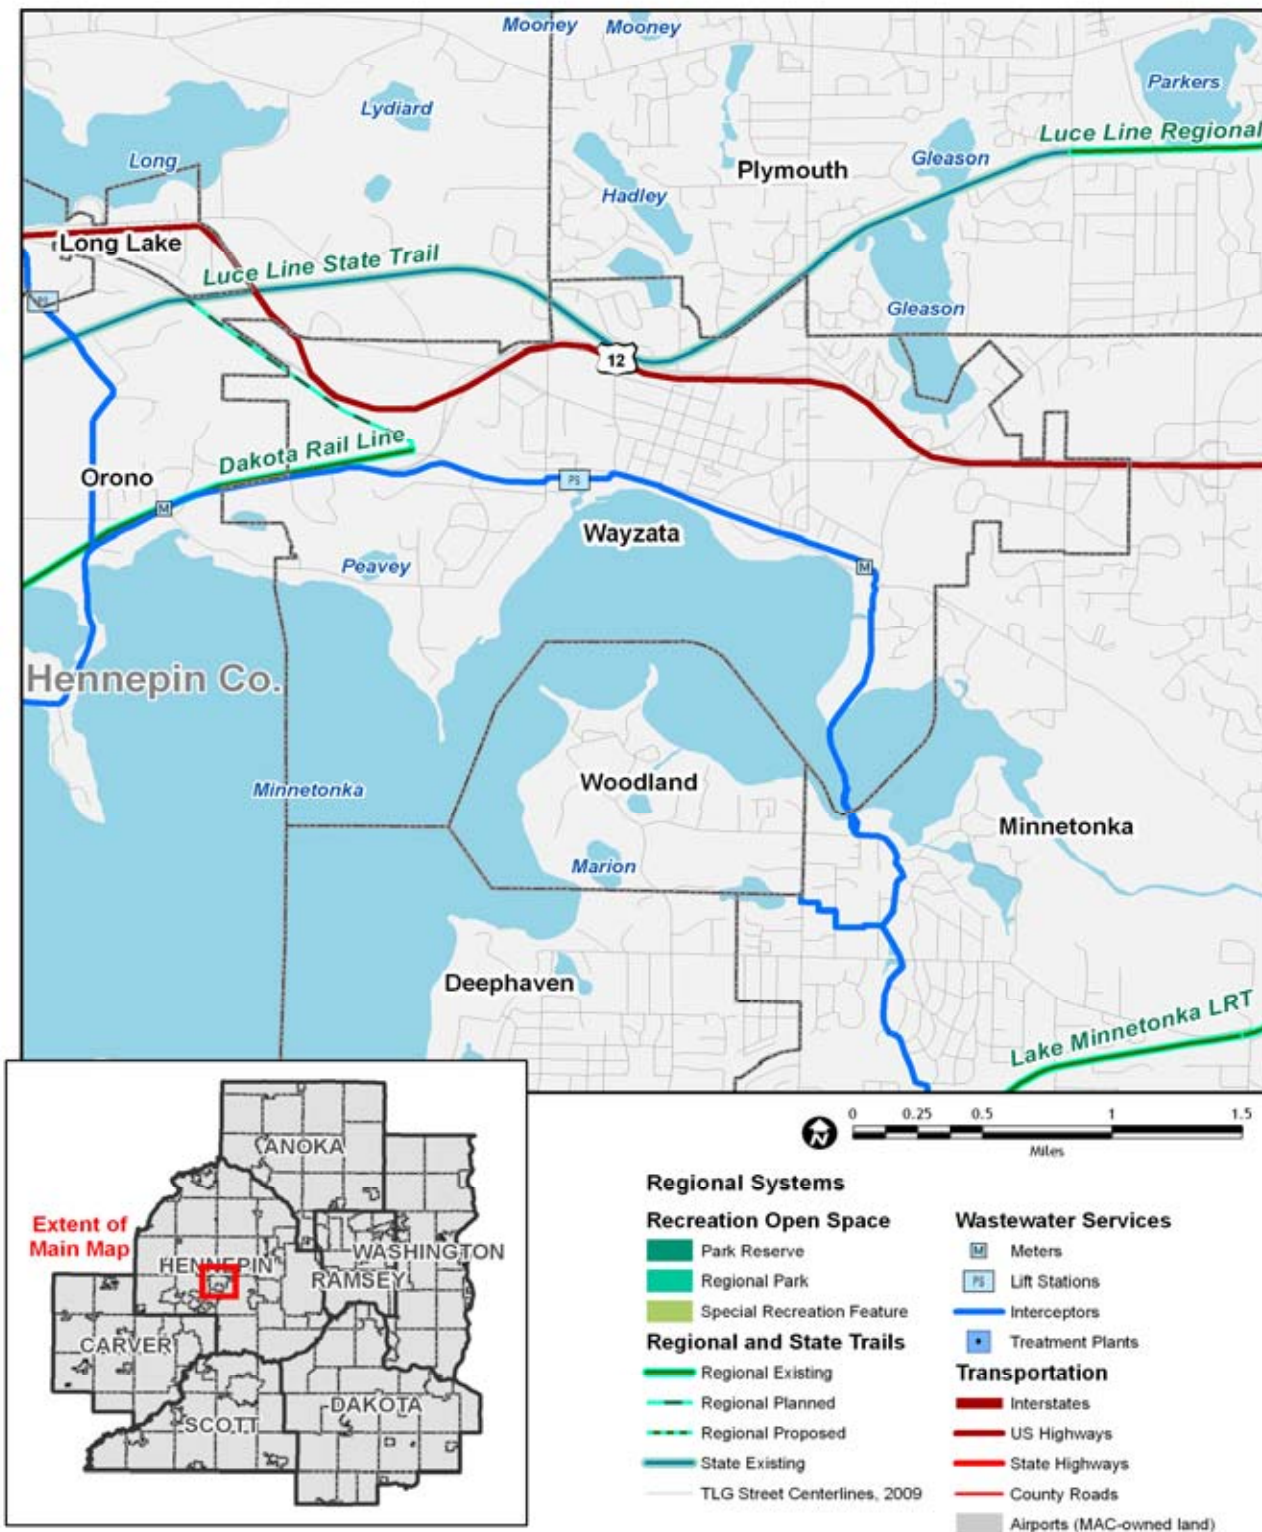 Mooney
Mooney
Parkers
Lydiard
Luce Line Regional
Long
Gleason
Plymouth
Hadley
Long Lake
Luce Line State Trail
PS
Gleason
12
Dakota Rail Line
Orono
PS
M
Wayzata
Peavey
M
Hennepin Co.
Woodland
Minnetonka
Minnetonka
Marion
Deephaven
Lake Minnetonka LRT
N
0 0.25 0.5 1 1.5
Miles
ANOKA
Extent of
Main Map
HENNEPIN
WASHINGTON
RAMSEY
CARVER
SCOTT
DAKOTA
Regional Systems
Recreation Open Space
Park Reserve
Regional Park
Special Recreation Feature
Regional and State Trails
Regional Existing
Regional Planned
Regional Proposed
State Existing
TLG Street Centerlines, 2009
Wastewater Services
M Meters
PS Lift Stations
Interceptors
Treatment Plants
Transportation
Interstates
US Highways
State Highways
County Roads
Airports (MAC-owned land)